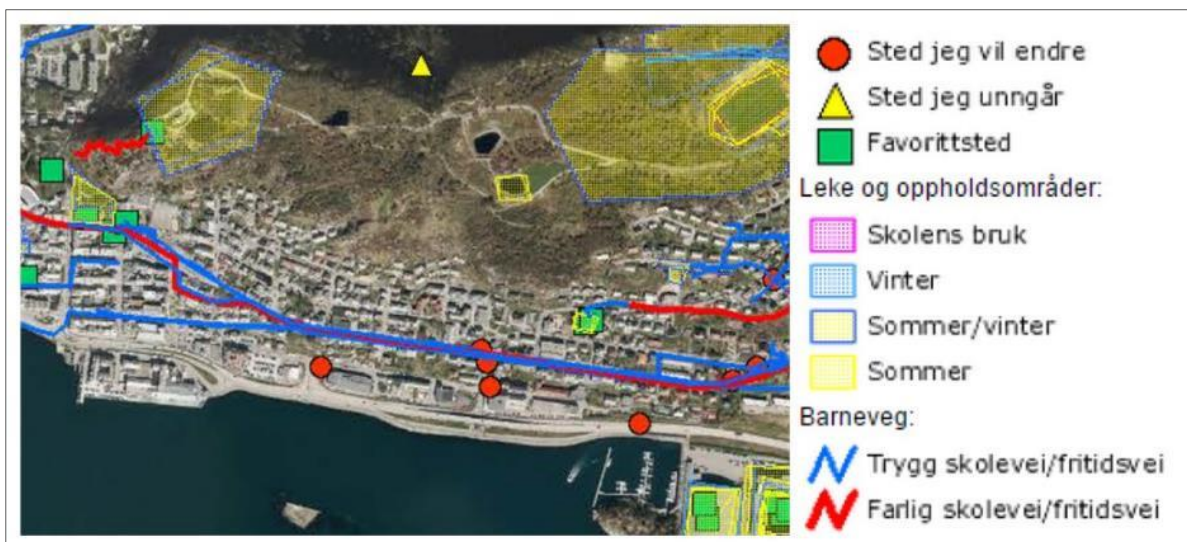 Sted jeg vil endre
Sted jeg unngår
Favorittsted
Leke og oppholdsområder:
Skolens bruk
Vinter
Sommer/vinter
Sommer
Barneveg:
Trygg skolevei/fritidsvei
Farlig skolevei/fritidsvei